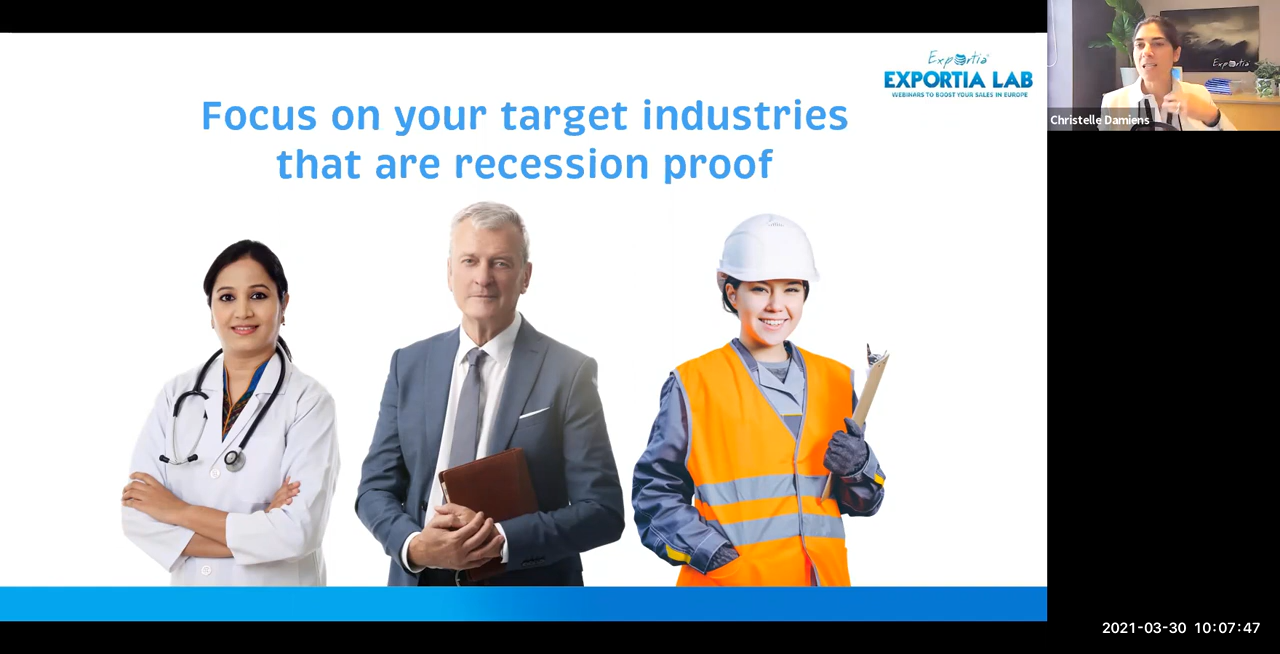 Exportia
EXPORTIA LAB
WEBINARS TO BOOST YOUR SALES IN EUROPE
Focus on your target industries
that are recession proof
Exportia
Christelle Damiens
2021-03-30 10:07:47